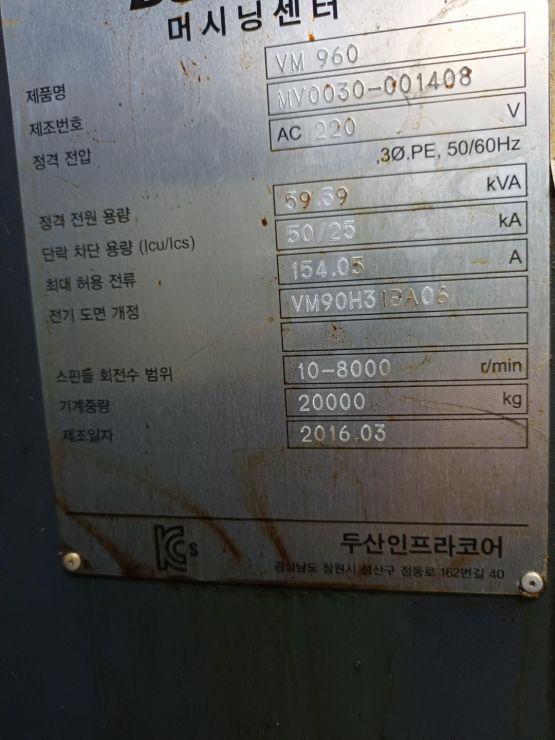 머시닝센터
제품명 VM 960
제조번호 MV0030-001408
정격 전압 AC 220 V
,3Ø.PE, 50/60Hz
정격 전원 용량 59.59 kVA
단락 차단 용량 (Icu/Ics) 50/25 kA
최대 허용 전류 154.05 A
전기 도면 개정 VM90H31BA06
스핀들 회전수 범위 10-8000 r/min
기계중량 20000 kg
제조일자 2016.03
KCs 두산인프라코어
경상남도 창원시 성산구 정동로 162번길 40